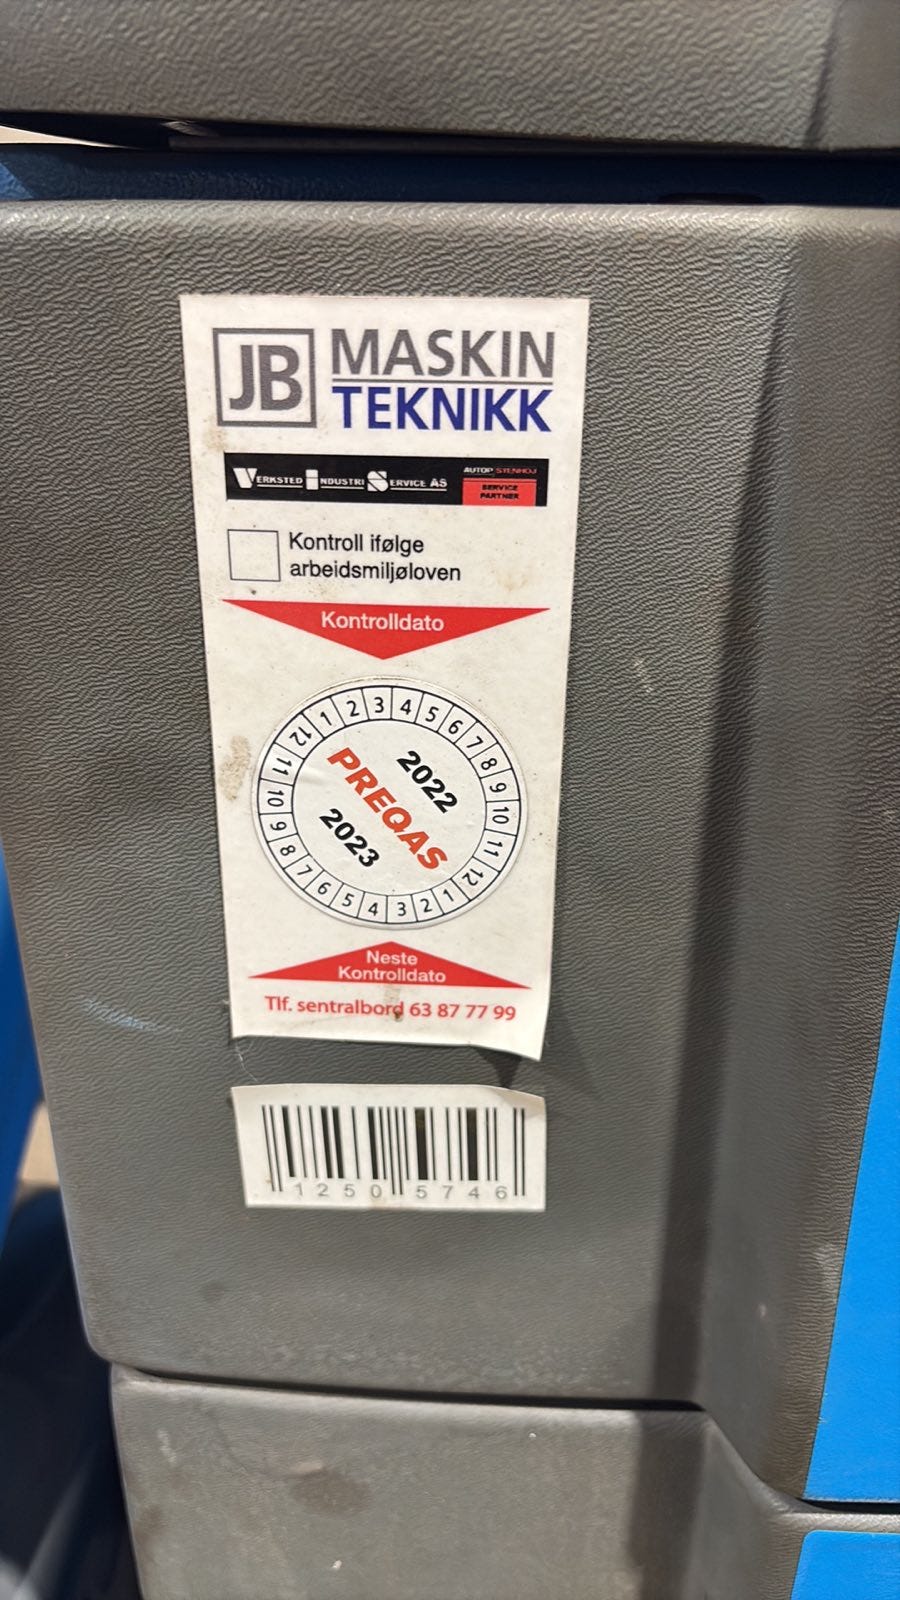 JB MASKIN
TEKNIKK
VERKSTED INDUSTRI SERVICE AS
AUTOP STENHOJ
SERVICE
PARTNER
Kontroll ifølge
arbeidsmiljøloven
Kontrolldato
1 2 3 4 5 6 7 8 9 10 11 12
2022
PREQAS
2023
1 2 3 4 5 6 7 8 9 10 11 12
Neste
Kontrolldato
Tlf. sentralbord 63 87 77 99
1250 5746